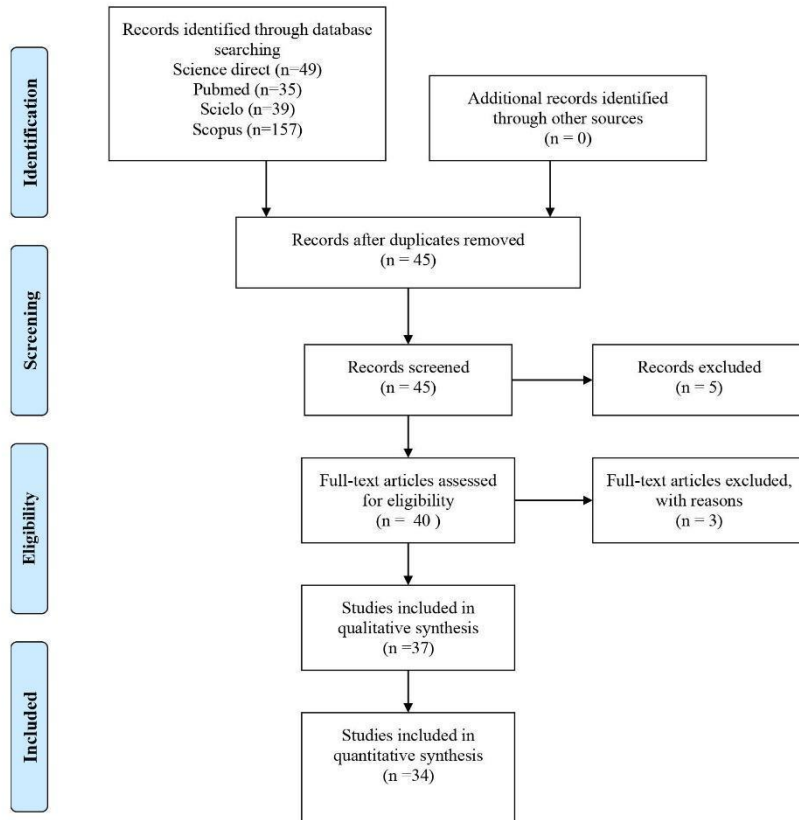 Identification
Records identified through database
searching
Science direct (n=49)
Pubmed (n=35)
Scielo (n=39)
Scopus (n=157)
Additional records identified
through other sources
(n = 0)
Records after duplicates removed
(n = 45)
Screening
Records screened
(n = 45)
Records excluded
(n = 5)
Eligibility
Full-text articles assessed
for eligibility
(n = 40 )
Full-text articles excluded,
with reasons
(n = 3)
Studies included in
qualitative synthesis
(n =37)
Included
Studies included in
quantitative synthesis
(n =34)